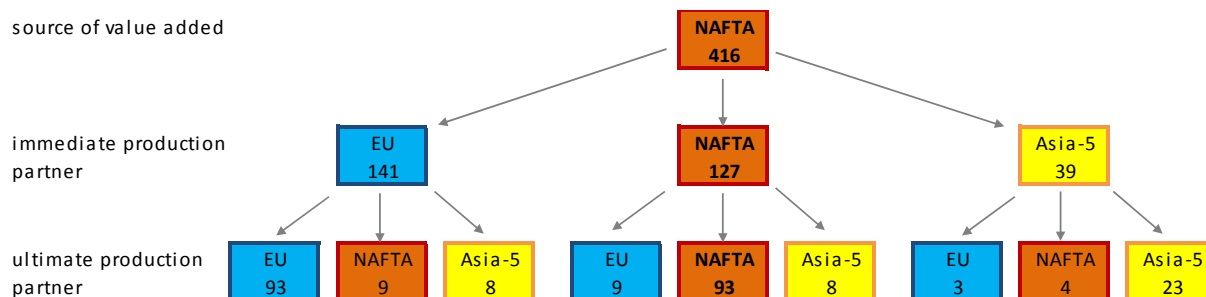 source of value added
NAFTA
416
immediate production
partner
EU
141
NAFTA
127
Asia-5
39
ultimate production
partner
EU
93
NAFTA
9
Asia-5
8
EU
9
NAFTA
93
Asia-5
8
EU
3
NAFTA
4
Asia-5
23